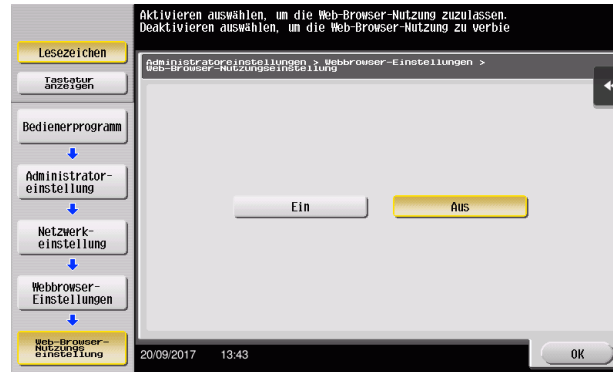 Aktivieren auswählen, um die Web-Browser-Nutzung zuzulassen.
Deaktivieren auswählen, um die Web-Browser-Nutzung zu verbie
Lesezeichen
Administratoreinstellungen > Webbrowser-Einstellungen >
Web-Browser-Nutzungseinstellung
Tastatur
anzeigen
Bedienerprogramm
Administrator-
einstellung
Ein
Aus
Netzwerk-
einstellung
Webbrowser-
Einstellungen
Web-Browser-
Nutzungs
einstellung
20/09/2017
13:43
OK